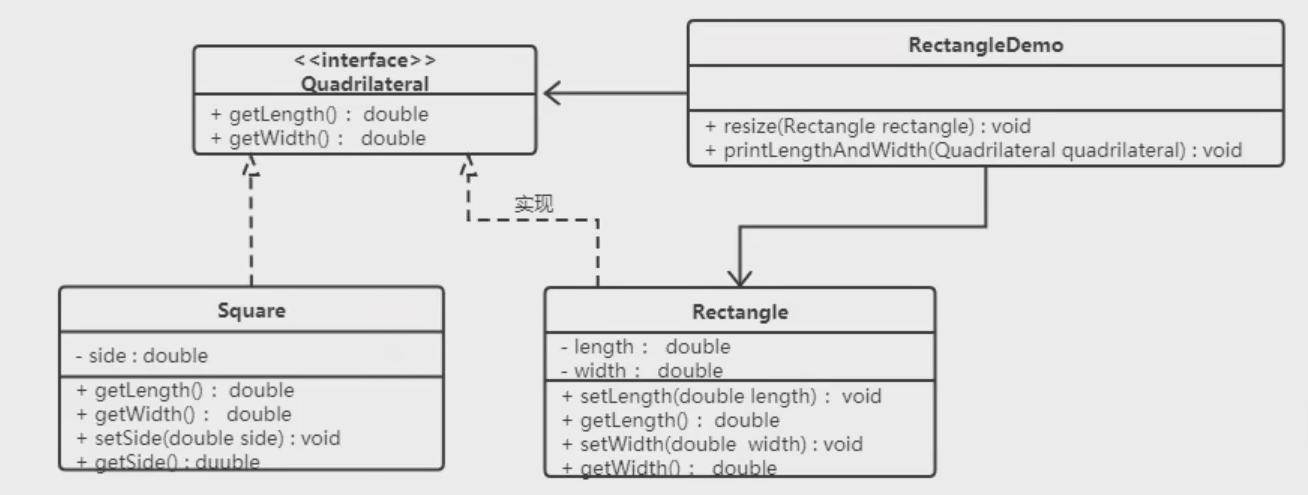 <<interface>>
Quadrilateral
+ getLength() : double
+ getWidth() : double
RectangleDemo
+ resize(Rectangle rectangle) : void
+ printLengthAndWidth(Quadrilateral quadrilateral) : void
实现
Square
- side : double
+ getLength() : double
+ getWidth() : double
+ setSide(double side) : void
+ getSide() : duuble
Rectangle
- length : double
- width : double
+ setLength(double length) : void
+ getLength() : double
+ setWidth(double width) : void
+ getWidth() : double